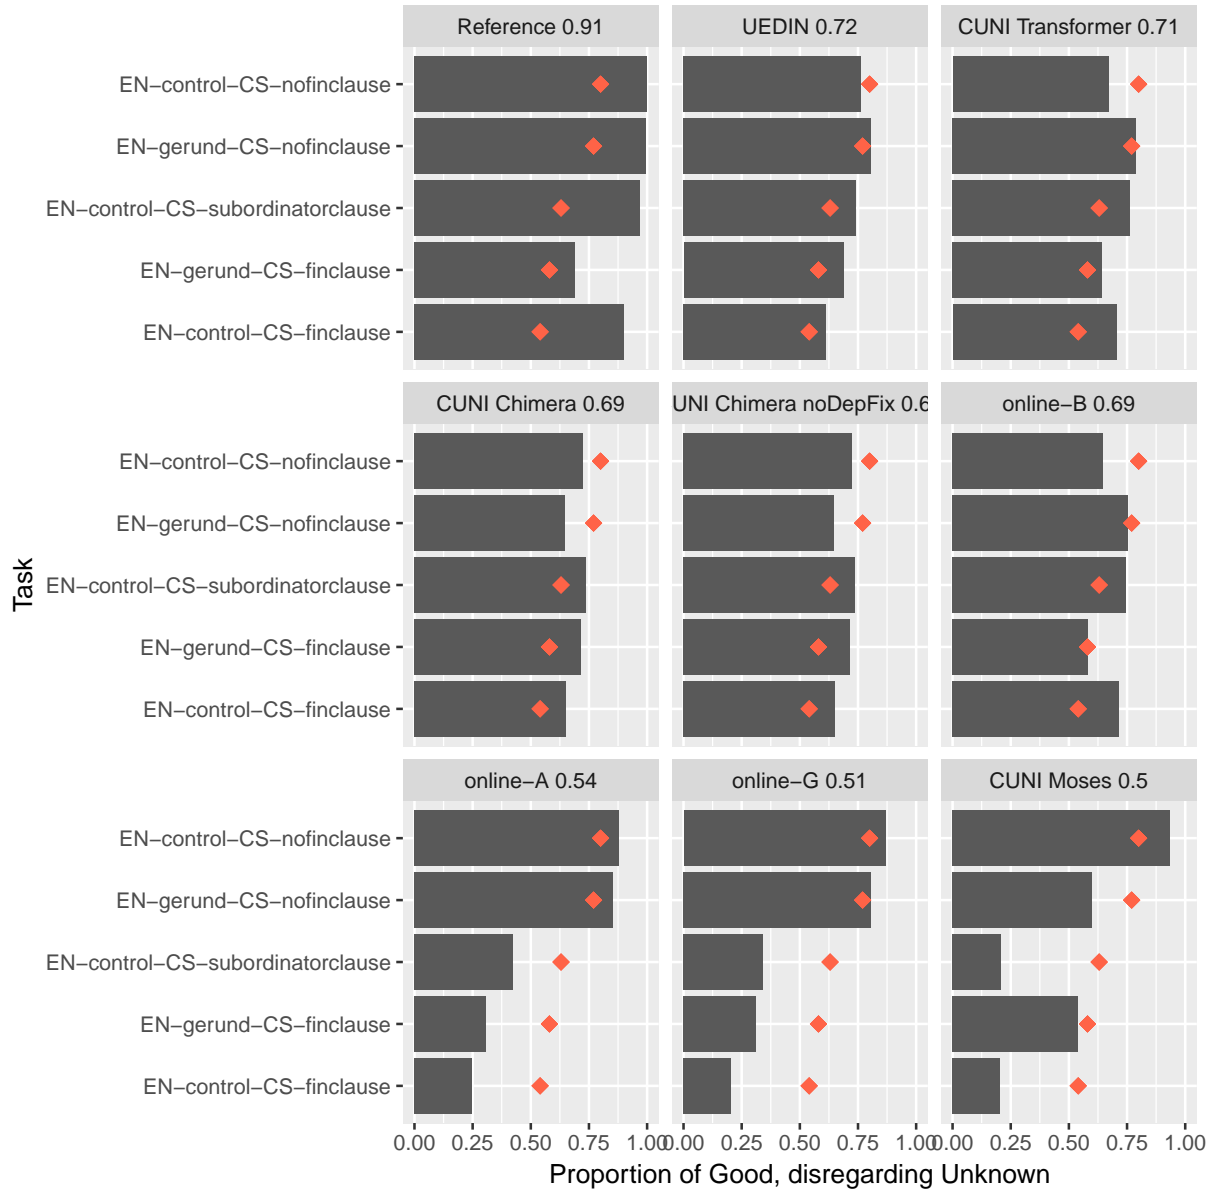 Reference 0.91
UEDIN 0.72
CUNI Transformer 0.71
EN−control−CS−nofinclause
EN−gerund−CS−nofinclause
EN−control−CS−subordinatorclause
EN−gerund−CS−finclause
EN−control−CS−finclause
CUNI Chimera 0.69
UNI Chimera noDepFix 0.6
online−B 0.69
EN−control−CS−nofinclause
EN−gerund−CS−nofinclause
EN−control−CS−subordinatorclause
EN−gerund−CS−finclause
EN−control−CS−finclause
online−A 0.54
online−G 0.51
CUNI Moses 0.5
EN−control−CS−nofinclause
EN−gerund−CS−nofinclause
EN−control−CS−subordinatorclause
EN−gerund−CS−finclause
EN−control−CS−finclause
0.00 0.25 0.50 0.75 1.00
0.00 0.25 0.50 0.75 1.00
0.00 0.25 0.50 0.75 1.00
Proportion of Good, disregarding Unknown
Task